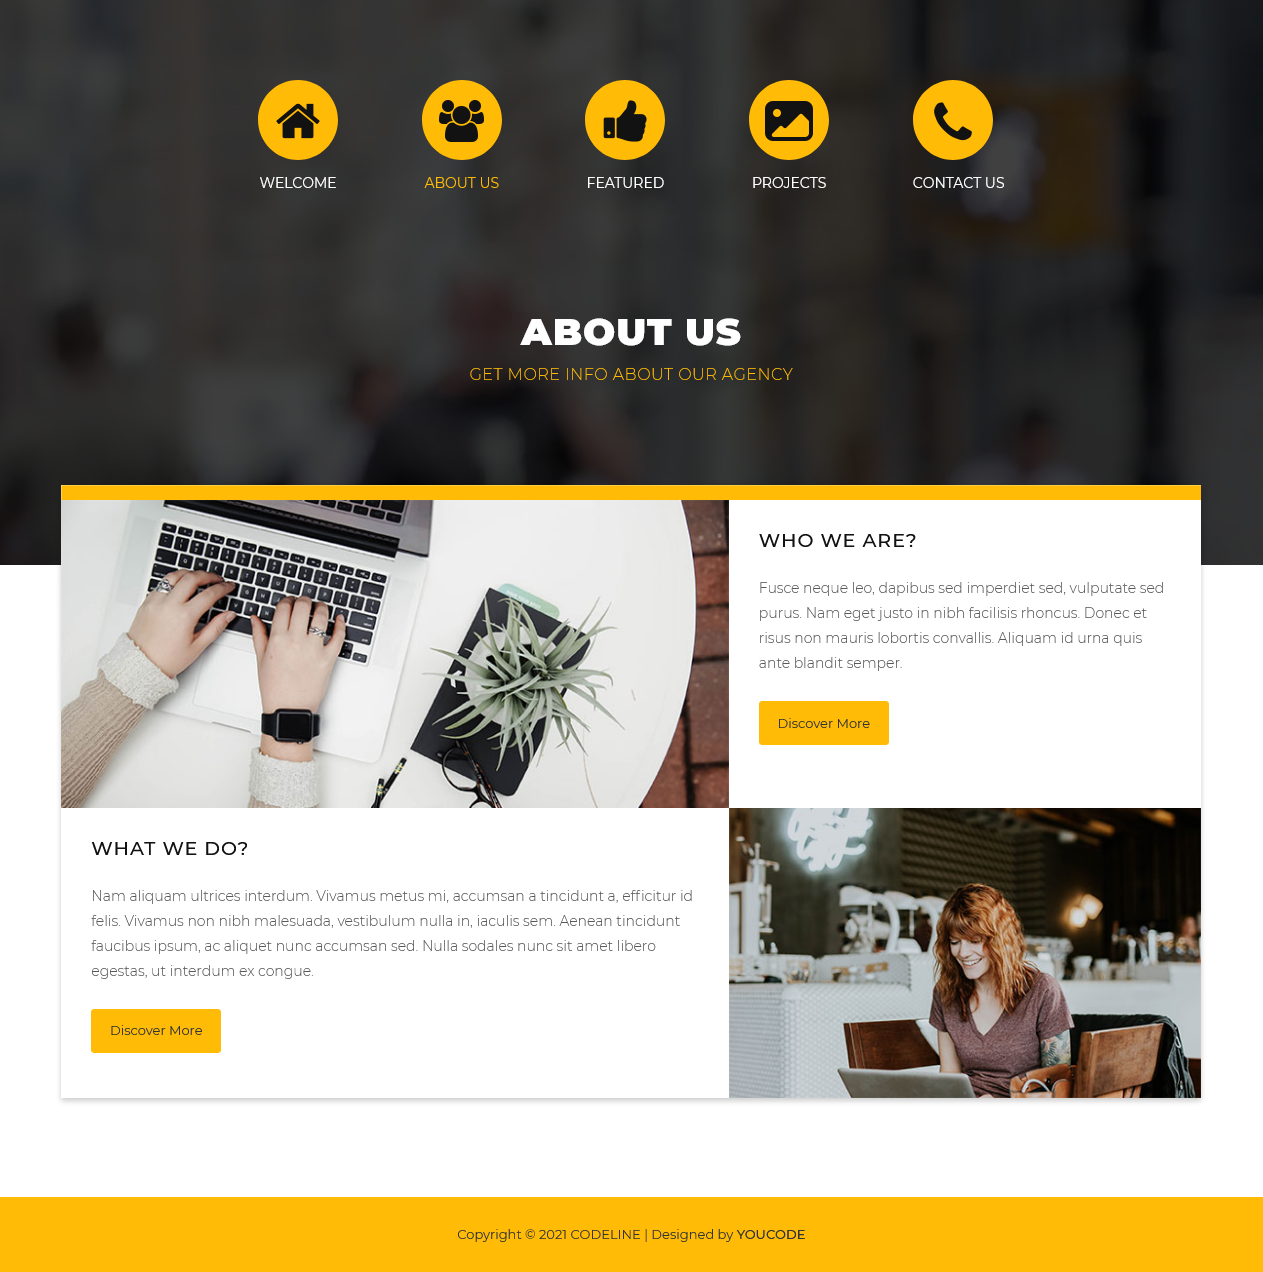 WELCOME
ABOUT US
FEATURED
PROJECTS
CONTACT US
ABOUT US
GET MORE INFO ABOUT OUR AGENCY
WHO WE ARE?
Fusce neque leo, dapibus sed imperdiet sed, vulputate sed
purus. Nam eget justo in nibh facilisis rhoncus. Donec et
risus non mauris lobortis convallis. Aliquam id urna quis
ante blandit semper.
Discover More
WHAT WE DO?
Nam aliquam ultrices interdum. Vivamus metus mi, accumsan a tincidunt a, efficitur id
felis. Vivamus non nibh malesuada, vestibulum nulla in, iaculis sem. Aenean tincidunt
faucibus ipsum, ac aliquet nunc accumsan sed. Nulla sodales nunc sit amet libero
egestas, ut interdum ex congue.
Discover More
Copyright © 2021 CODELINE | Designed by YOUCODE